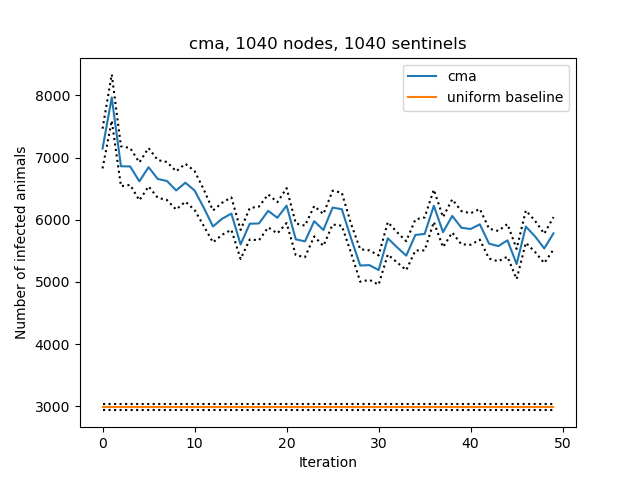 cma, 1040 nodes, 1040 sentinels
cma
uniform baseline
Number of infected animals
8000
7000
6000
5000
4000
3000
0 10 20 30 40 50
Iteration